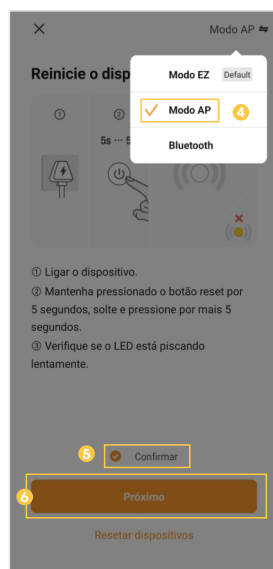 Modo AP
Reinicie o disp
Modo EZ Default
Modo AP 4
Bluetooth
① ②
5s ··· 5
① Ligar o dispositivo.
② Mantenha pressionado o botão reset por
5 segundos, solte e pressione por mais 5
segundos.
③ Verifique se o LED está piscando
lentamente.
5 Confirmar
6 Próximo
Resetar dispositivos